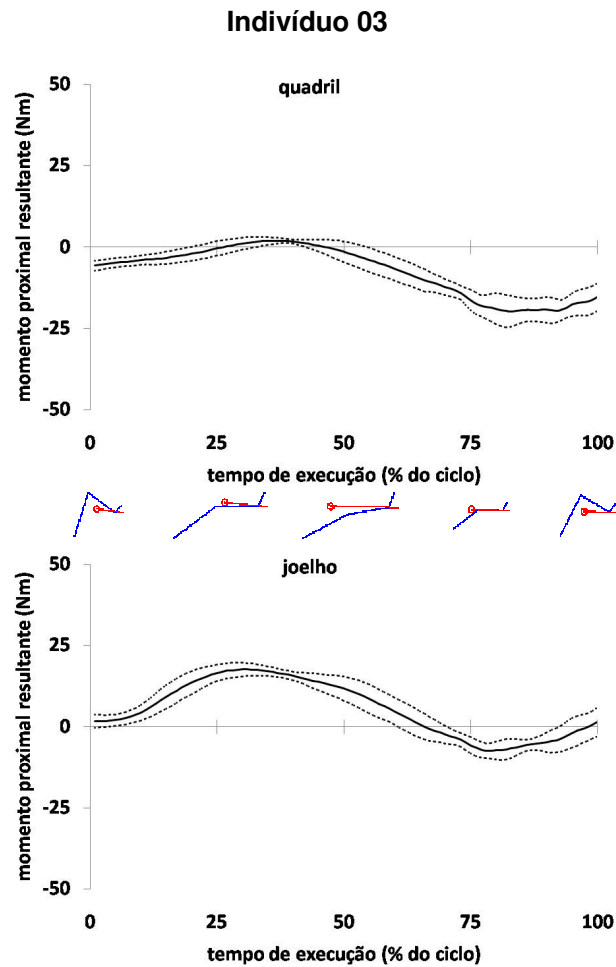 Indivíduo 03
quadril
momento proximal resultante (Nm)
50
25
0
-25
-50
0 25 50 75 100
tempo de execução (% do ciclo)
joelho
momento proximal resultante (Nm)
50
25
0
-25
-50
0 25 50 75 100
tempo de execução (% do ciclo)